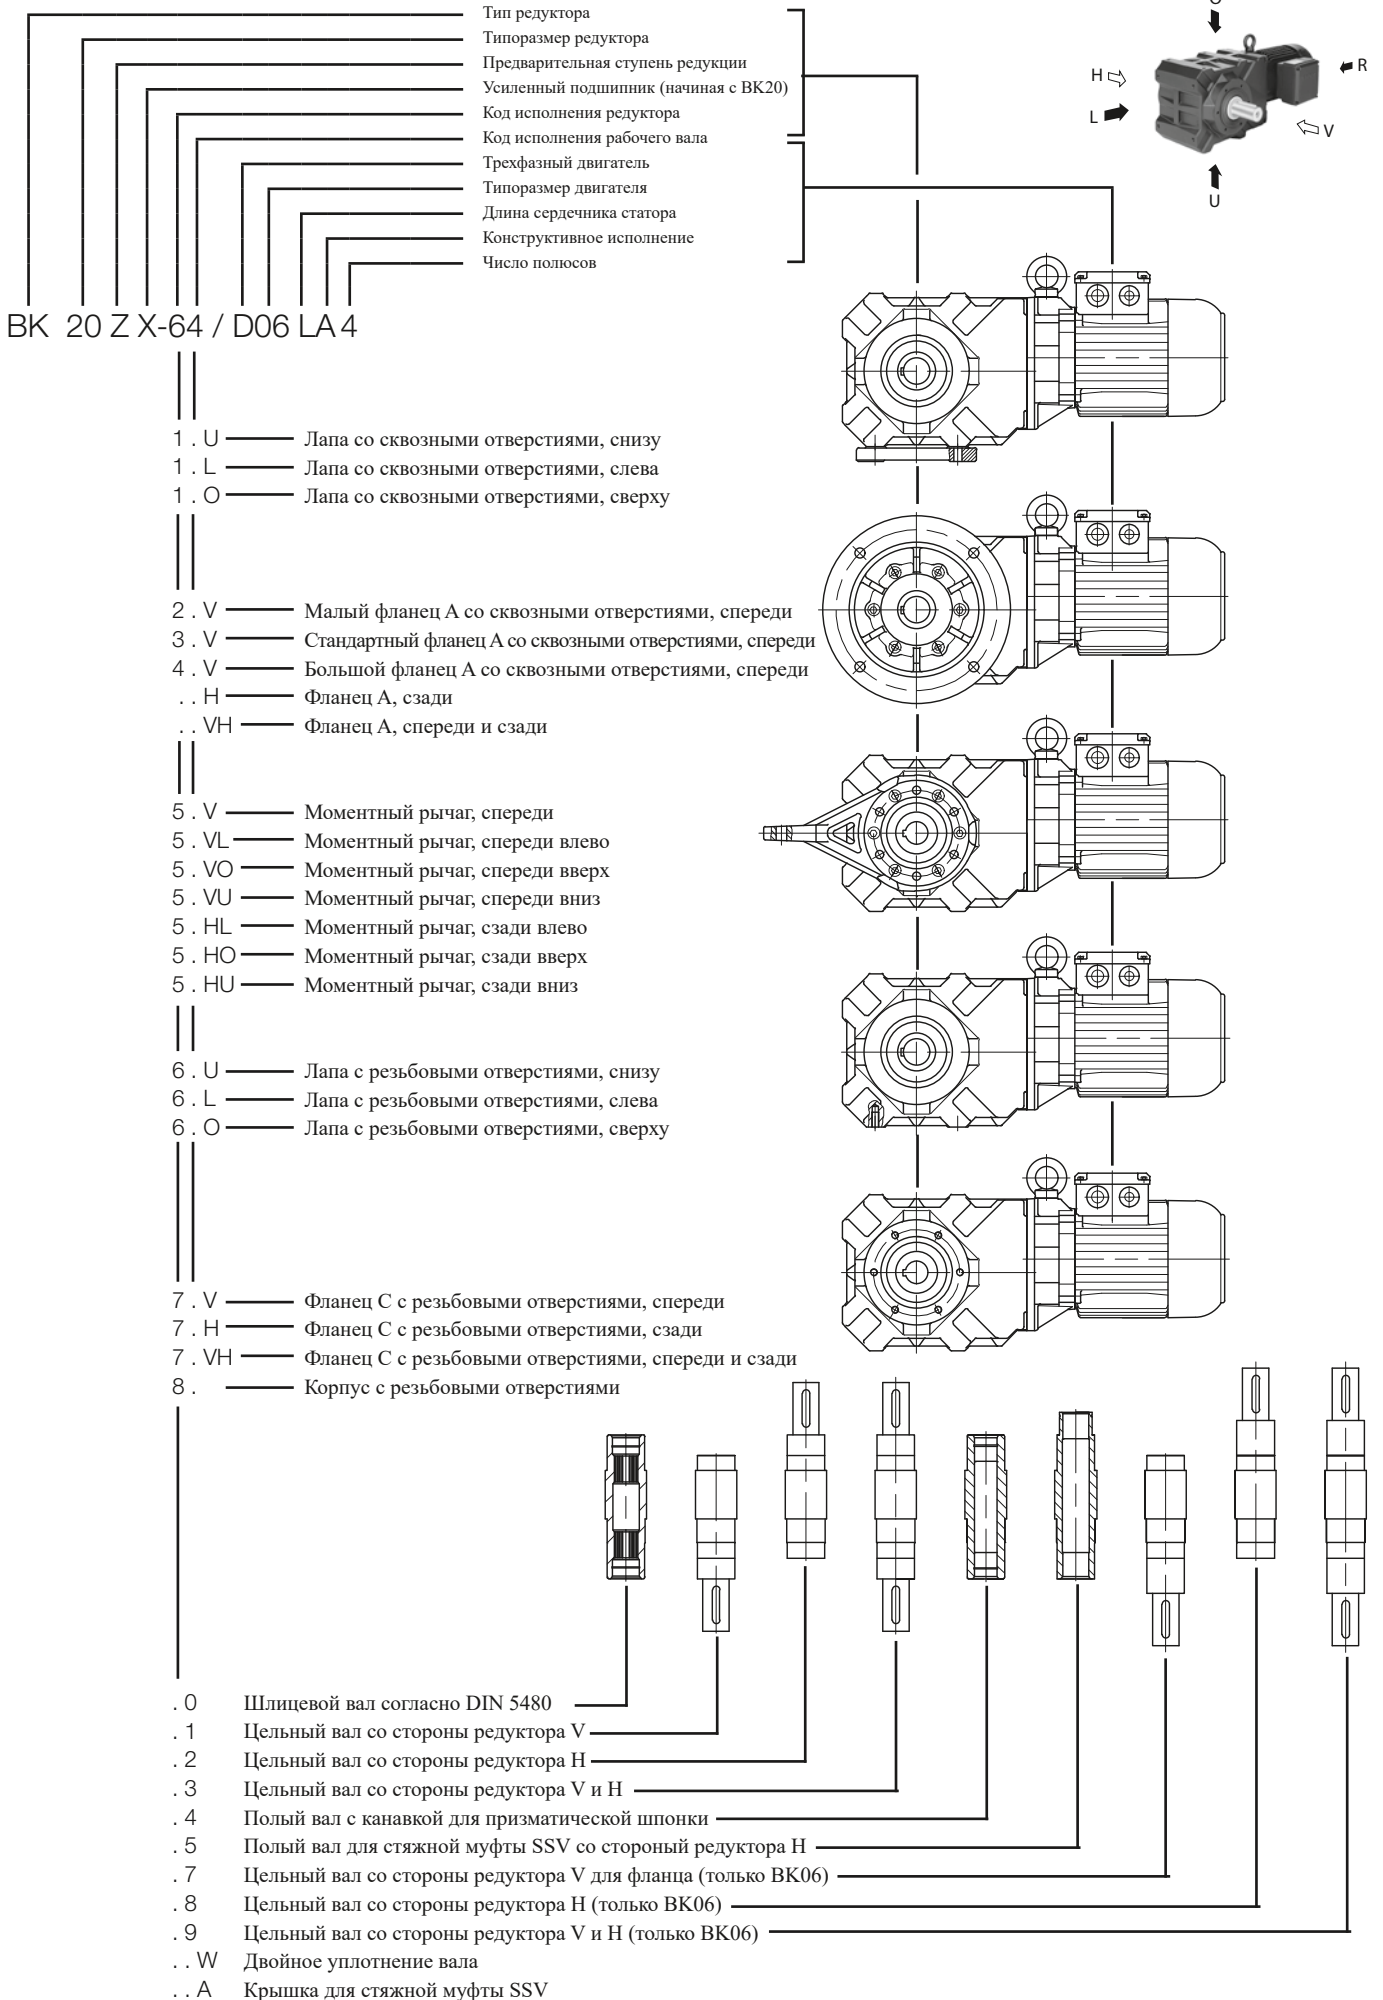 Тип редуктора
Типоразмер редуктора
Предварительная ступень редукции
Усиленный подшипник (начиная с BK20)
Код исполнения редуктора
Код исполнения рабочего вала
Трехфазный двигатель
Типоразмер двигателя
Длина сердечника статора
Конструктивное исполнение
Число полюсов
H
L
R
V
U
BK 20 Z X-64 / D06 LA 4
1 . U Лапа со сквозными отверстиями, снизу
1 . L Лапа со сквозными отверстиями, слева
1 . O Лапа со сквозными отверстиями, сверху
2 . V Малый фланец А со сквозными отверстиями, спереди
3 . V Стандартный фланец А со сквозными отверстиями, спереди
4 . V Большой фланец А со сквозными отверстиями, спереди
. . H Фланец А, сзади
. . VH Фланец А, спереди и сзади
5 . V Моментный рычаг, спереди
5 . VL Моментный рычаг, спереди влево
5 . VO Моментный рычаг, спереди вверх
5 . VU Моментный рычаг, спереди вниз
5 . HL Моментный рычаг, сзади влево
5 . HO Моментный рычаг, сзади вверх
5 . HU Моментный рычаг, сзади вниз
6 . U Лапа с резьбовыми отверстиями, снизу
6 . L Лапа с резьбовыми отверстиями, слева
6 . O Лапа с резьбовыми отверстиями, сверху
7 . V Фланец С с резьбовыми отверстиями, спереди
7 . H Фланец С с резьбовыми отверстиями, сзади
7 . VH Фланец С с резьбовыми отверстиями, спереди и сзади
8 . Корпус с резьбовыми отверстиями
. 0 Шлицевой вал согласно DIN 5480
. 1 Цельный вал со стороны редуктора V
. 2 Цельный вал со стороны редуктора H
. 3 Цельный вал со стороны редуктора V и H
. 4 Полый вал с канавкой для призматической шпонки
. 5 Полый вал для стяжной муфты SSV со стороный редуктора H
. 7 Цельный вал со стороны редуктора V для фланца (только BK06)
. 8 Цельный вал со стороны редуктора H (только BK06)
. 9 Цельный вал со стороны редуктора V и H (только BK06)
. . W Двойное уплотнение вала
. . A Крышка для стяжной муфты SSV